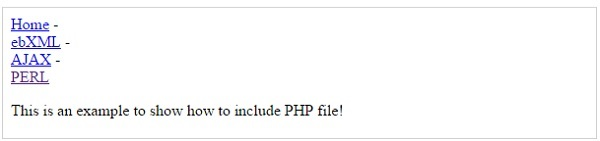 Home -
ebXML -
AJAX -
PERL
This is an example to show how to include PHP file!